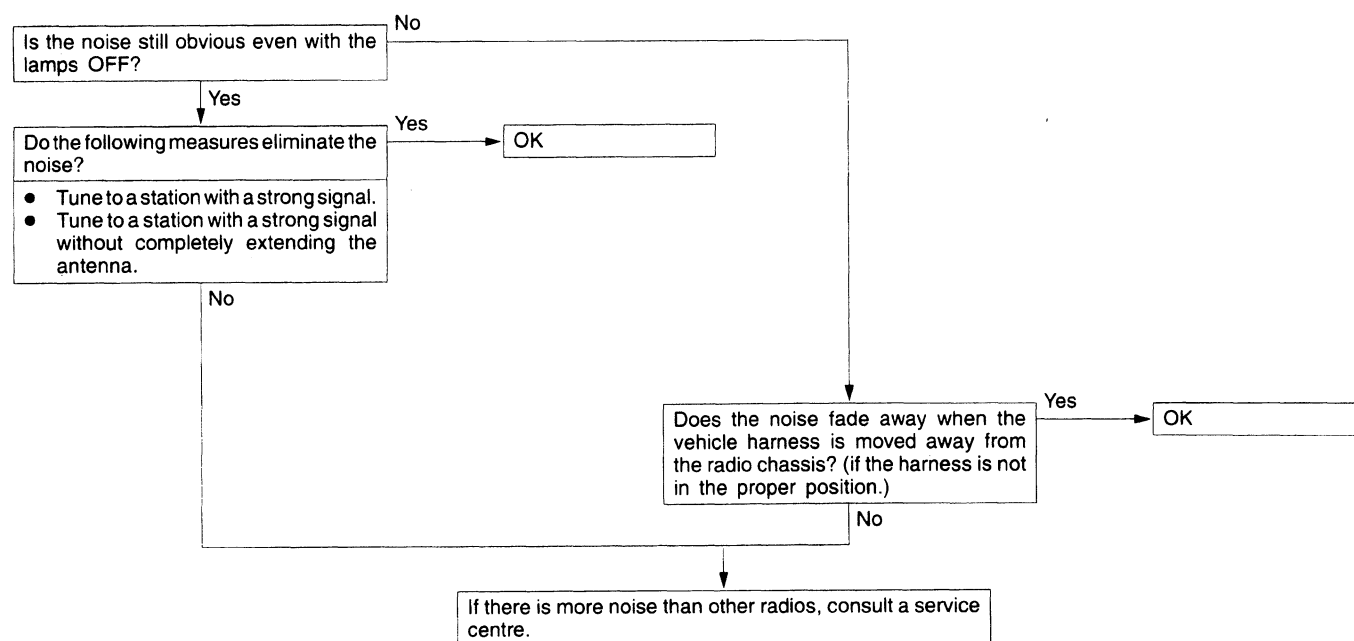 Is the noise still obvious even with the
lamps OFF?
No
Yes
Do the following measures eliminate the
noise?
Yes
OK
● Tune to a station with a strong signal.
● Tune to a station with a strong signal
without completely extending the
antenna.
No
Does the noise fade away when the
vehicle harness is moved away from
the radio chassis? (if the harness is not
in the proper position.)
Yes
OK
No
If there is more noise than other radios, consult a service
centre.